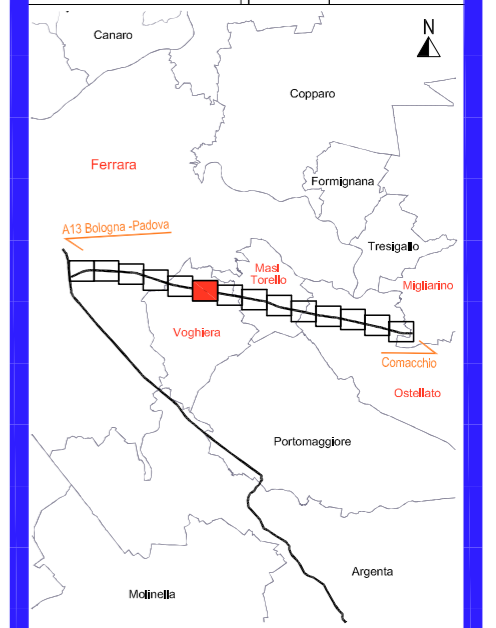 N
Canaro
Copparo
Ferrara
Formignana
A13 Bologna -Padova
Tresigallo
Masi
Torello
Migliarino
Voghiera
Comacchio
Ostellato
Portomaggiore
Argenta
Molinella